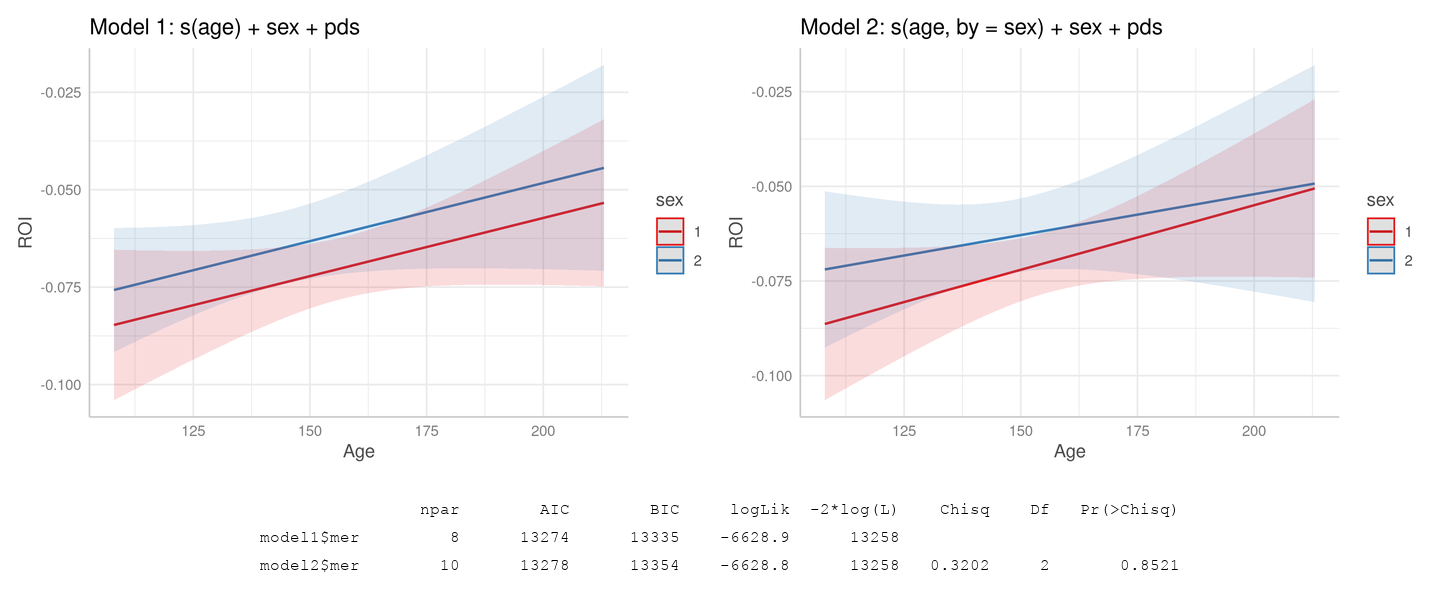 Model 1: s(age) + sex + pds
-0.025
-0.050
-0.075
-0.100
ROI
125 150 175 200
Age
sex
1
2
Model 2: s(age, by = sex) + sex + pds
-0.025
-0.050
-0.075
-0.100
ROI
125 150 175 200
Age
sex
1
2
npar AIC BIC logLik -2*log(L) Chisq Df Pr(>Chisq)
model1$mer 8 13274 13335 -6628.9 13258
model2$mer 10 13278 13354 -6628.8 13258 0.3202 2 0.8521